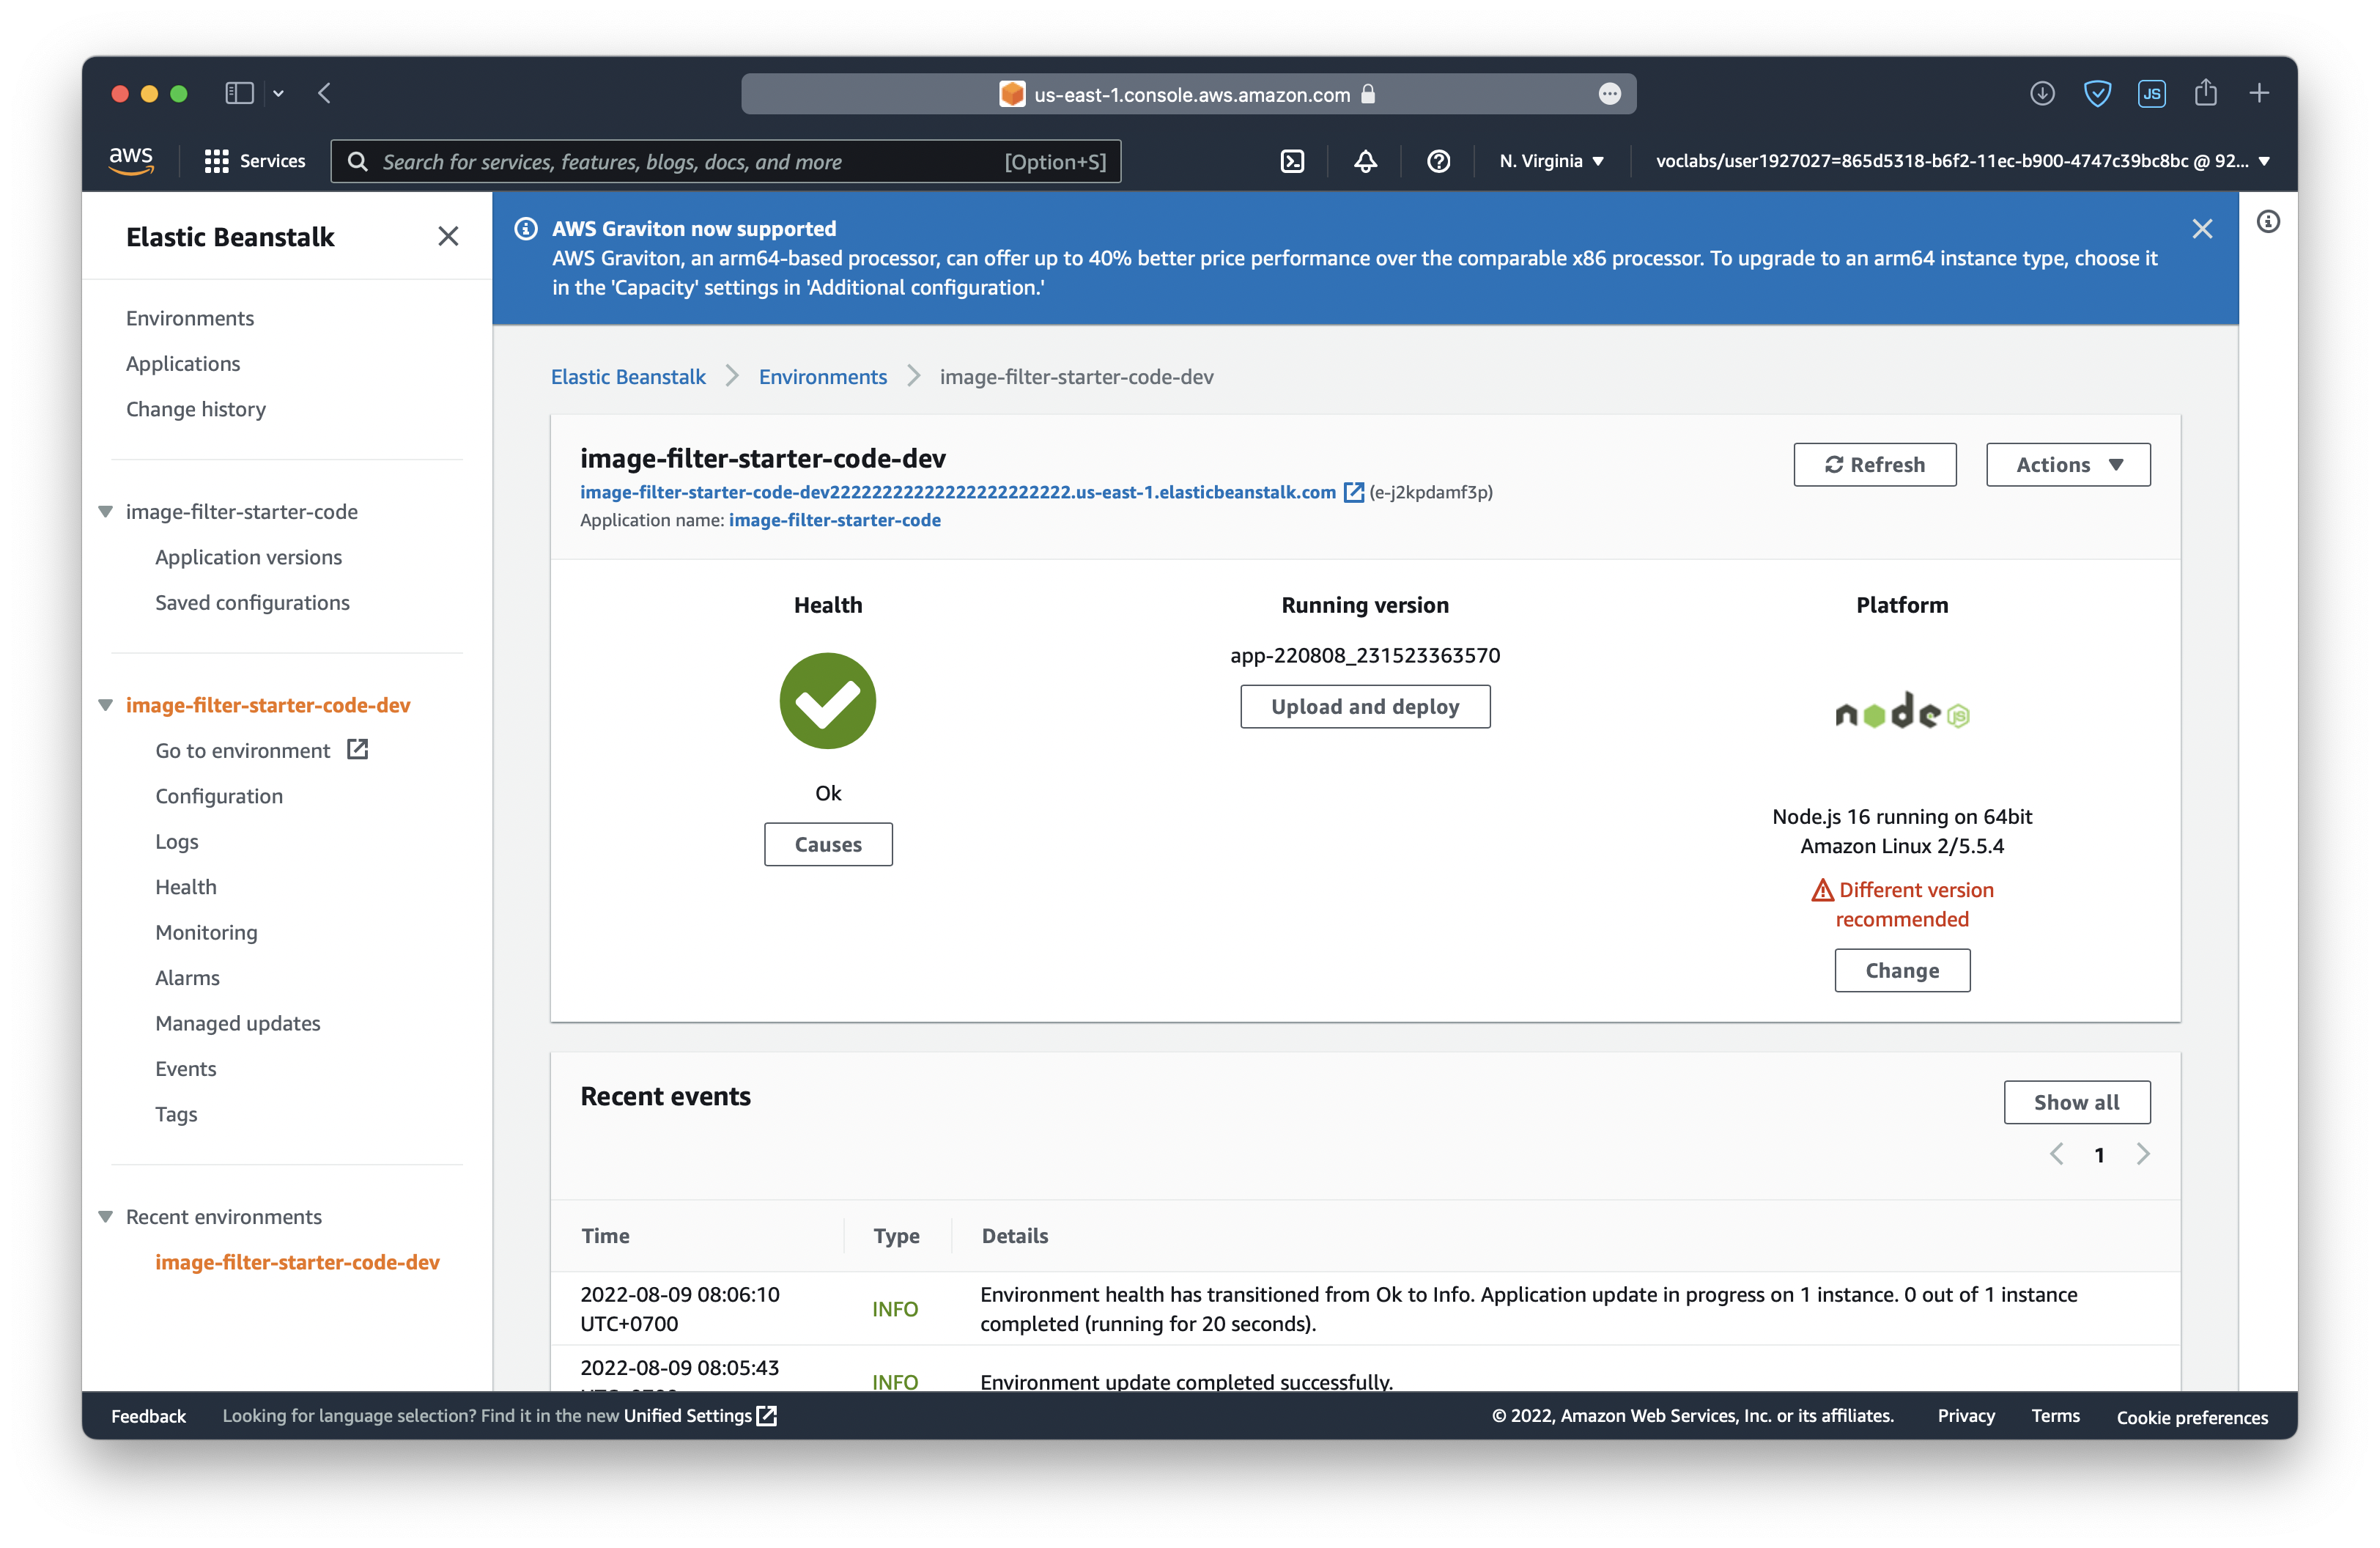 us-east-1.console.aws.amazon.com
JS
aws
Services
Search for services, features, blogs, docs, and more
[Option+S]
N. Virginia
voclabs/user1927027=865d5318-b6f2-11ec-b900-4747c39bc8bc @ 92...
Elastic Beanstalk
Environments
Applications
Change history
image-filter-starter-code
Application versions
Saved configurations
image-filter-starter-code-dev
Go to environment
Configuration
Logs
Health
Monitoring
Alarms
Managed updates
Events
Tags
Recent environments
image-filter-starter-code-dev
AWS Graviton now supported
AWS Graviton, an arm64-based processor, can offer up to 40% better price performance over the comparable x86 processor. To upgrade to an arm64 instance type, choose it
in the 'Capacity' settings in 'Additional configuration.'
Elastic Beanstalk
Environments
image-filter-starter-code-dev
image-filter-starter-code-dev
Refresh
Actions
image-filter-starter-code-dev22222222222222222222222.us-east-1.elasticbeanstalk.com (e-j2kpdamf3p)
Application name: image-filter-starter-code
Health
Ok
Causes
Running version
app-220808_231523363570
Upload and deploy
Platform
node JS
Node.js 16 running on 64bit
Amazon Linux 2/5.5.4
Different version
recommended
Change
Recent events
Show all
1
Time
Type
Details
2022-08-09 08:06:10
UTC+0700
INFO
Environment health has transitioned from Ok to Info. Application update in progress on 1 instance. 0 out of 1 instance
completed (running for 20 seconds).
2022-08-09 08:05:43
INFO
Environment update completed successfully.
Feedback
Looking for language selection? Find it in the new Unified Settings
© 2022, Amazon Web Services, Inc. or its affiliates.
Privacy
Terms
Cookie preferences